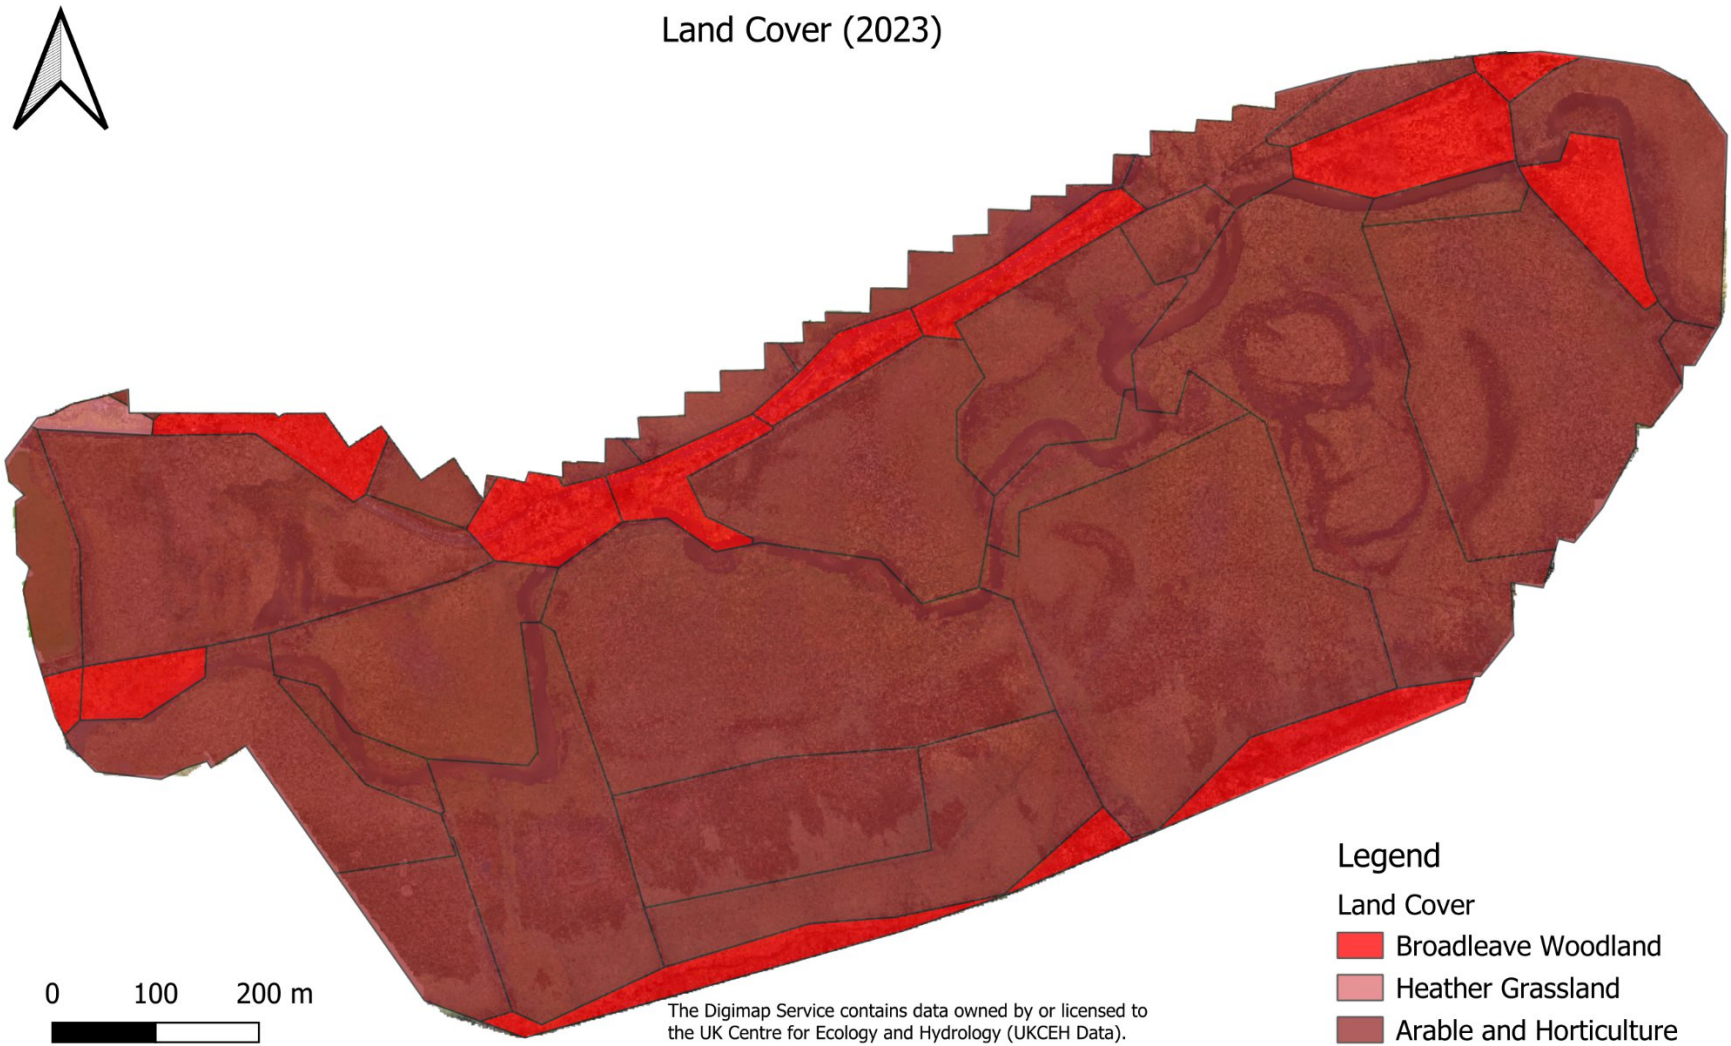 Land Cover (2023)
Legend
Land Cover
Broadleave Woodland
Heather Grassland
Arable and Horticulture
0 100 200 m
The Digimap Service contains data owned by or licensed to
the UK Centre for Ecology and Hydrology (UKCEH Data).